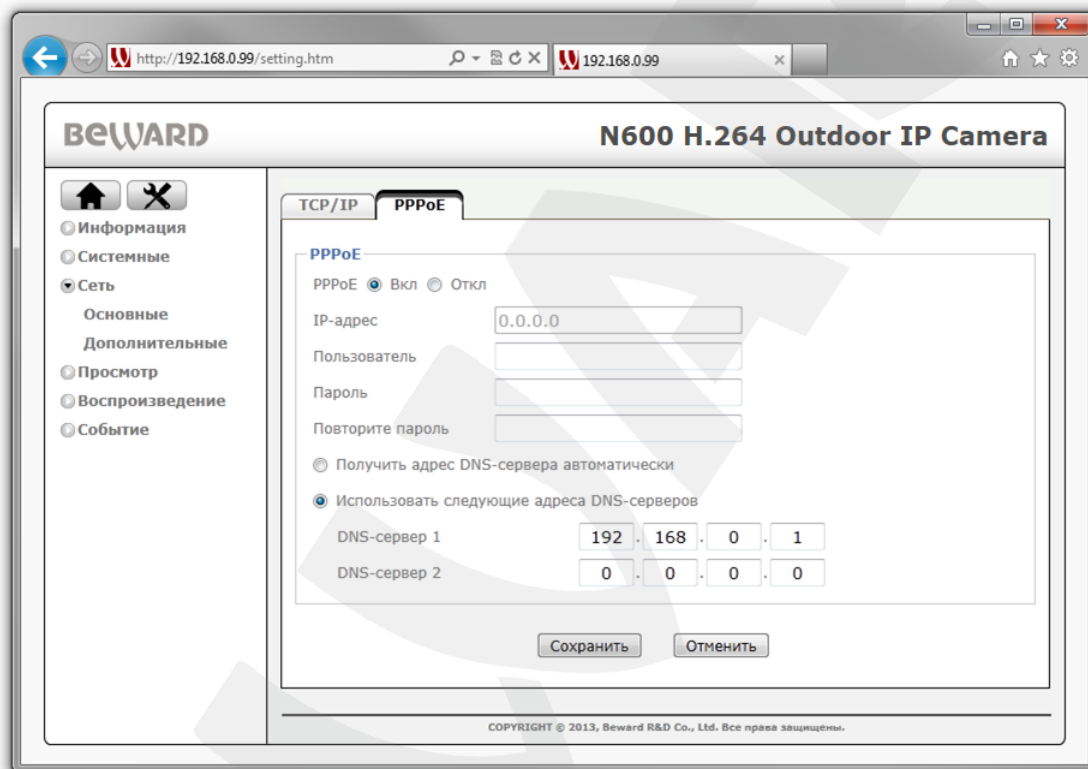 http://192.168.0.99/setting.htm
192.168.0.99
BEWARD
N600 H.264 Outdoor IP Camera
Информация
Системные
Сеть
Основные
Дополнительные
Просмотр
Воспроизведение
Событие
TCP/IP PPPoE
PPPoE
PPPoE Вкл Откл
IP-адрес 0.0.0.0
Пользователь
Пароль
Повторите пароль
Получить адрес DNS-сервера автоматически
Использовать следующие адреса DNS-серверов
DNS-сервер 1 192 . 168 . 0 . 1
DNS-сервер 2 0 . 0 . 0 . 0
Сохранить Отменить
COPYRIGHT © 2013, Beward R&D Co., Ltd. Все права защищены.